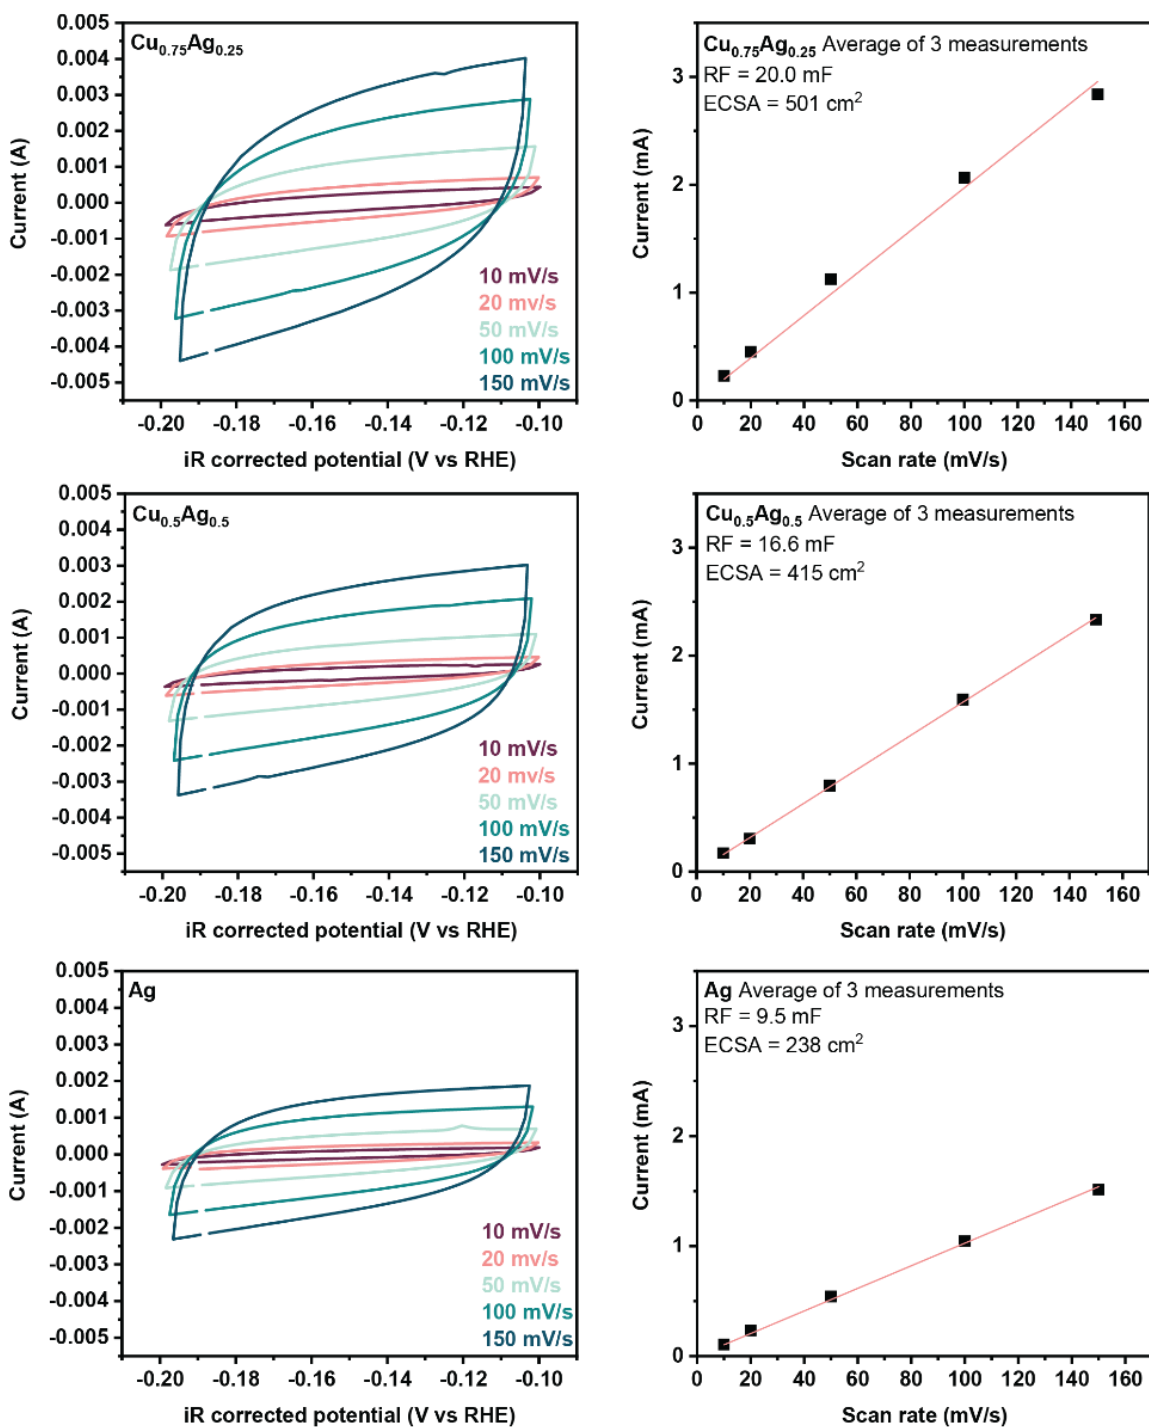 Cu0.75Ag0.25
0.005
0.004
0.003
0.002
0.001
0.000
-0.001
-0.002
-0.003
-0.004
-0.005
Current (A)
10 mV/s
20 mv/s
50 mV/s
100 mV/s
150 mV/s
-0.20 -0.18 -0.16 -0.14 -0.12 -0.10
iR corrected potential (V vs RHE)
Cu0.75Ag0.25 Average of 3 measurements
RF = 20.0 mF
ECSA = 501 cm2
3
2
1
0
Current (mA)
0 20 40 60 80 100 120 140 160
Scan rate (mV/s)
Cu0.5Ag0.5
0.005
0.004
0.003
0.002
0.001
0.000
-0.001
-0.002
-0.003
-0.004
-0.005
Current (A)
10 mV/s
20 mv/s
50 mV/s
100 mV/s
150 mV/s
-0.20 -0.18 -0.16 -0.14 -0.12 -0.10
iR corrected potential (V vs RHE)
Cu0.5Ag0.5 Average of 3 measurements
RF = 16.6 mF
ECSA = 415 cm2
3
2
1
0
Current (mA)
0 20 40 60 80 100 120 140 160
Scan rate (mV/s)
Ag
0.005
0.004
0.003
0.002
0.001
0.000
-0.001
-0.002
-0.003
-0.004
-0.005
Current (A)
10 mV/s
20 mv/s
50 mV/s
100 mV/s
150 mV/s
-0.20 -0.18 -0.16 -0.14 -0.12 -0.10
iR corrected potential (V vs RHE)
Ag Average of 3 measurements
RF = 9.5 mF
ECSA = 238 cm2
3
2
1
0
Current (mA)
0 20 40 60 80 100 120 140 160
Scan rate (mV/s)